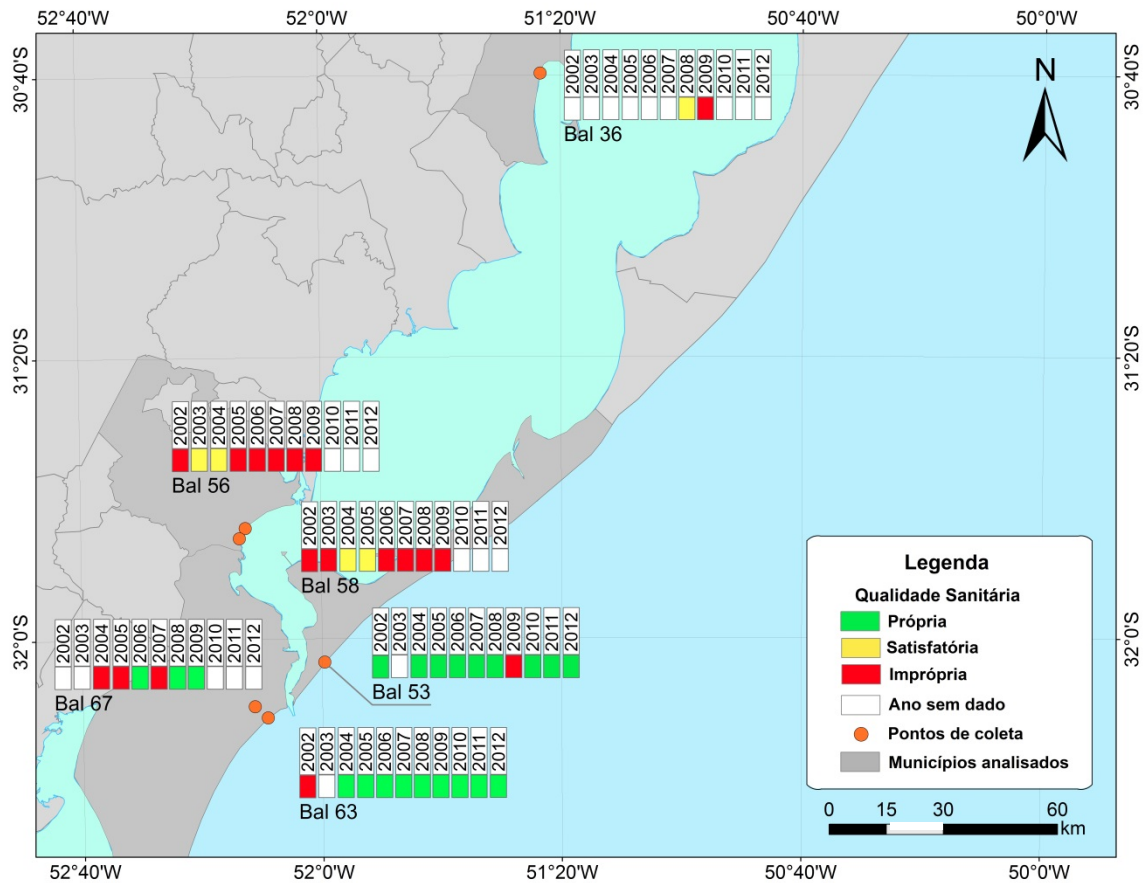 52°40'W 52°0'W 51°20'W 50°40'W 50°0'W
30°40'S
30°40'S
2002 2003 2004 2005 2006 2007 2008 2009 2010 2011 2012
Bal 36
N
31°20'S
31°20'S
2002 2003 2004 2005 2006 2007 2008 2009 2010 2011 2012
Bal 56
2002 2003 2004 2005 2006 2007 2008 2009 2010 2011 2012
Bal 58
32°0'S
32°0'S
2002 2003 2004 2005 2006 2007 2008 2009 2010 2011 2012
Bal 53
2002 2003 2004 2005 2006 2007 2008 2009 2010 2011 2012
Bal 67
2002 2003 2004 2005 2006 2007 2008 2009 2010 2011 2012
Bal 63
Legenda
Qualidade Sanitária
Própria
Satisfatória
Imprópria
Ano sem dado
Pontos de coleta
Municípios analisados
0 15 30 60
km
52°40'W 52°0'W 51°20'W 50°40'W 50°0'W